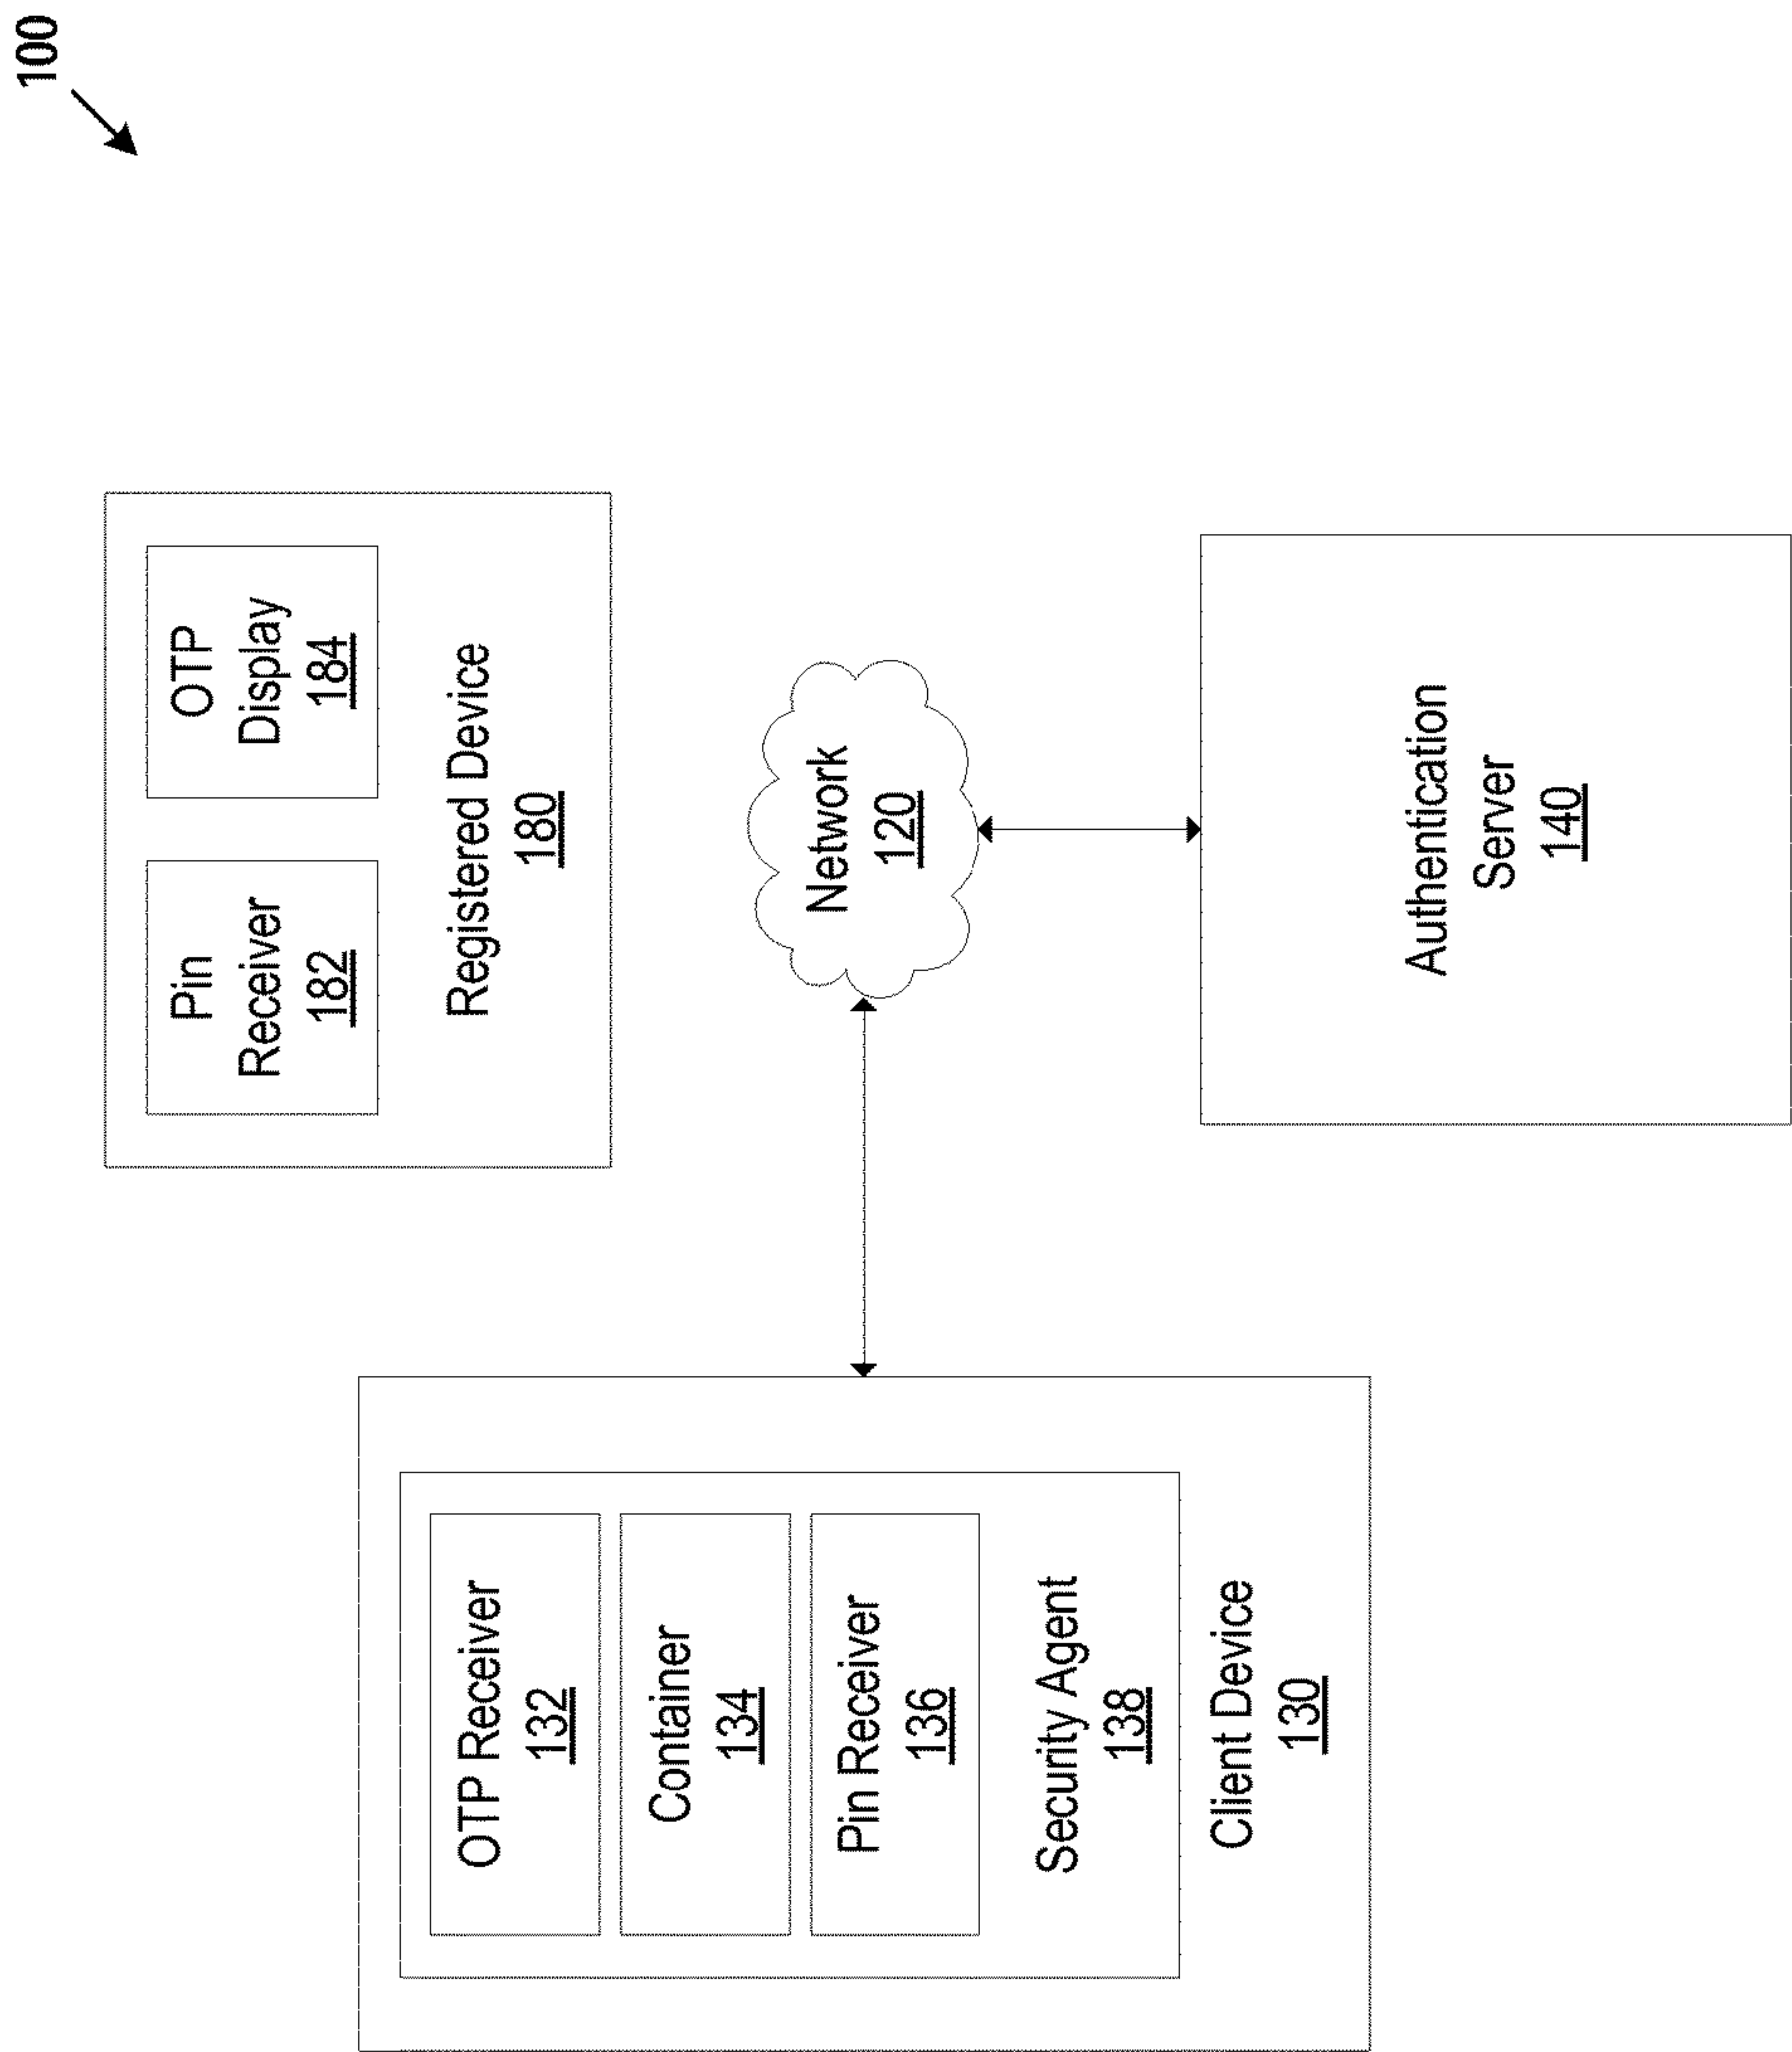 100
OTP Receiver
132
Container
134
Pin Receiver
136
Security Agent
138
Client Device
130
Pin
Receiver
182
OTP
Display
184
Registered Device
180
Network
120
Authentication
Server
140